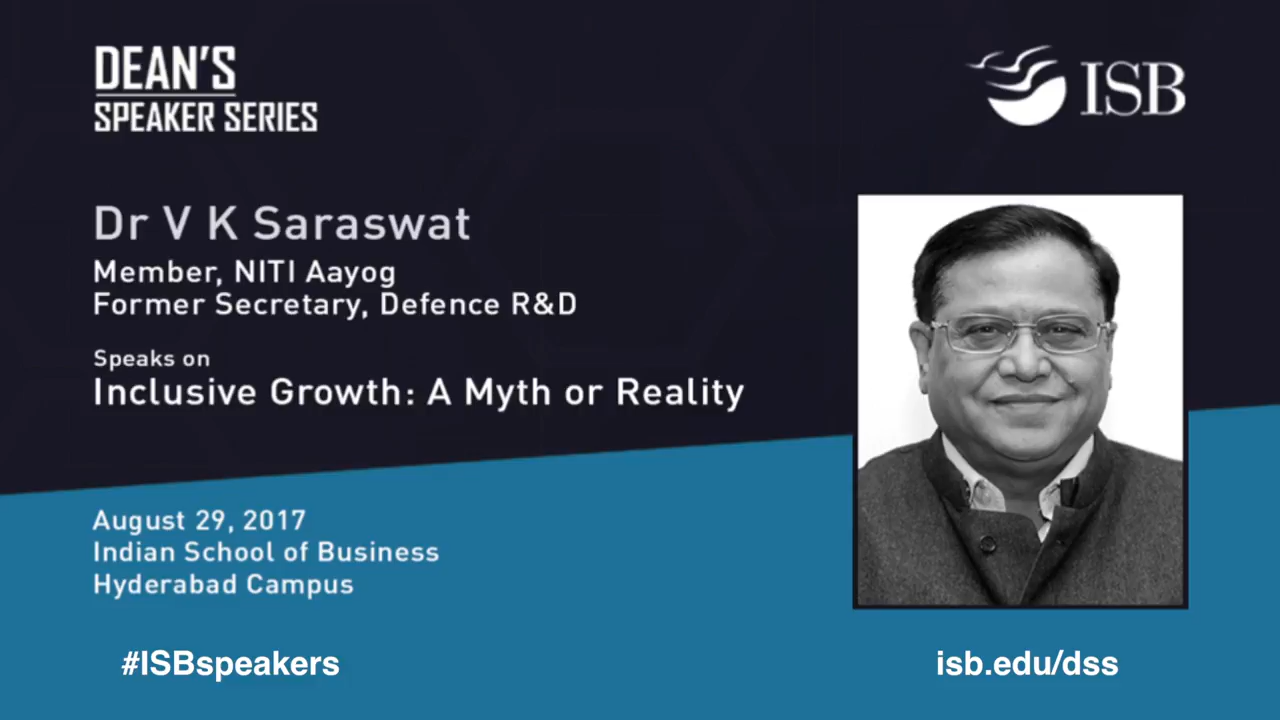 DEAN'S
SPEAKER SERIES
ISB
Dr V K Saraswat
Member, NITI Aayog
Former Secretary, Defence R&D
Speaks on
Inclusive Growth: A Myth or Reality
August 29, 2017
Indian School of Business
Hyderabad Campus
#ISBspeakers
isb.edu/dss